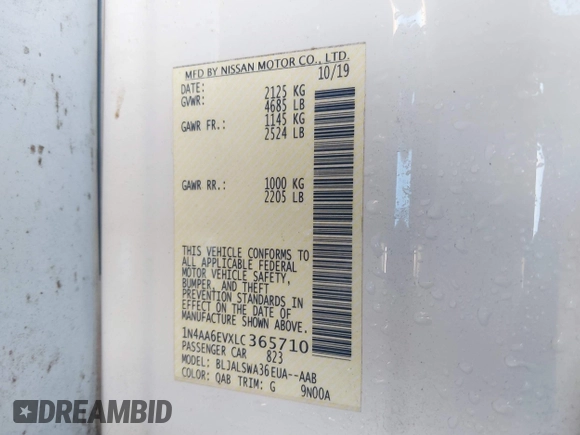 MFD BY NISSAN MOTOR CO., LTD.
DATE: 10/19
GVWR: 2125 KG
4685 LB
GAWR FR.: 1145 KG
2524 LB
GAWR RR.: 1000 KG
2205 LB
THIS VEHICLE CONFORMS TO
ALL APPLICABLE FEDERAL
MOTOR VEHICLE SAFETY,
BUMPER, AND THEFT
PREVENTION STANDARDS IN
EFFECT ON THE DATE OF
MANUFACTURE SHOWN ABOVE.
1N4AA6EVXLC365710
PASSENGER CAR 823
MODEL: BLJALSWA36EUA--AAB
COLOR: QAB TRIM: G 9N00A
DREAMBID